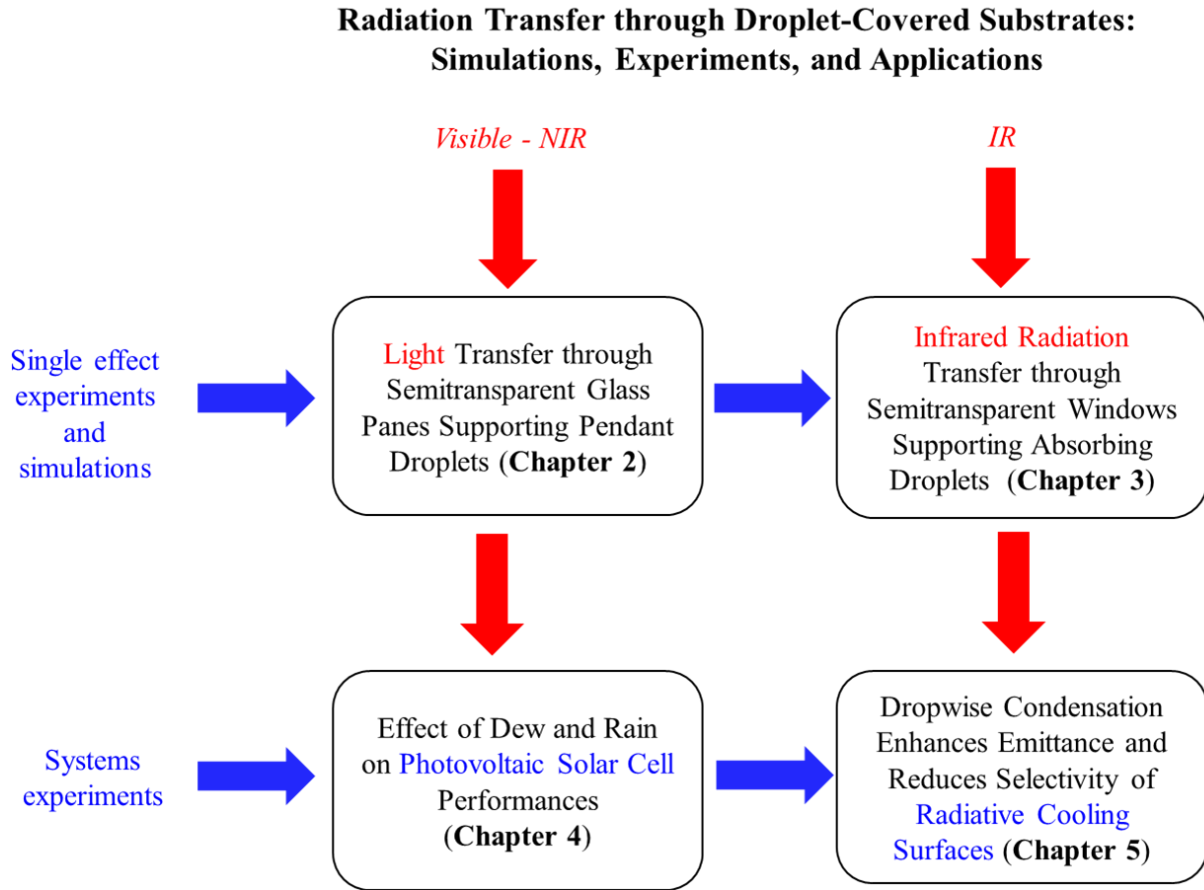 Radiation Transfer through Droplet-Covered Substrates:
Simulations, Experiments, and Applications
Visible - NIR
IR
Single effect
experiments
and
simulations
Light Transfer through
Semitransparent Glass
Panes Supporting Pendant
Droplets (Chapter 2)
Infrared Radiation
Transfer through
Semitransparent Windows
Supporting Absorbing
Droplets (Chapter 3)
Systems
experiments
Effect of Dew and Rain
on Photovoltaic Solar Cell
Performances
(Chapter 4)
Dropwise Condensation
Enhances Emittance and
Reduces Selectivity of
Radiative Cooling
Surfaces (Chapter 5)